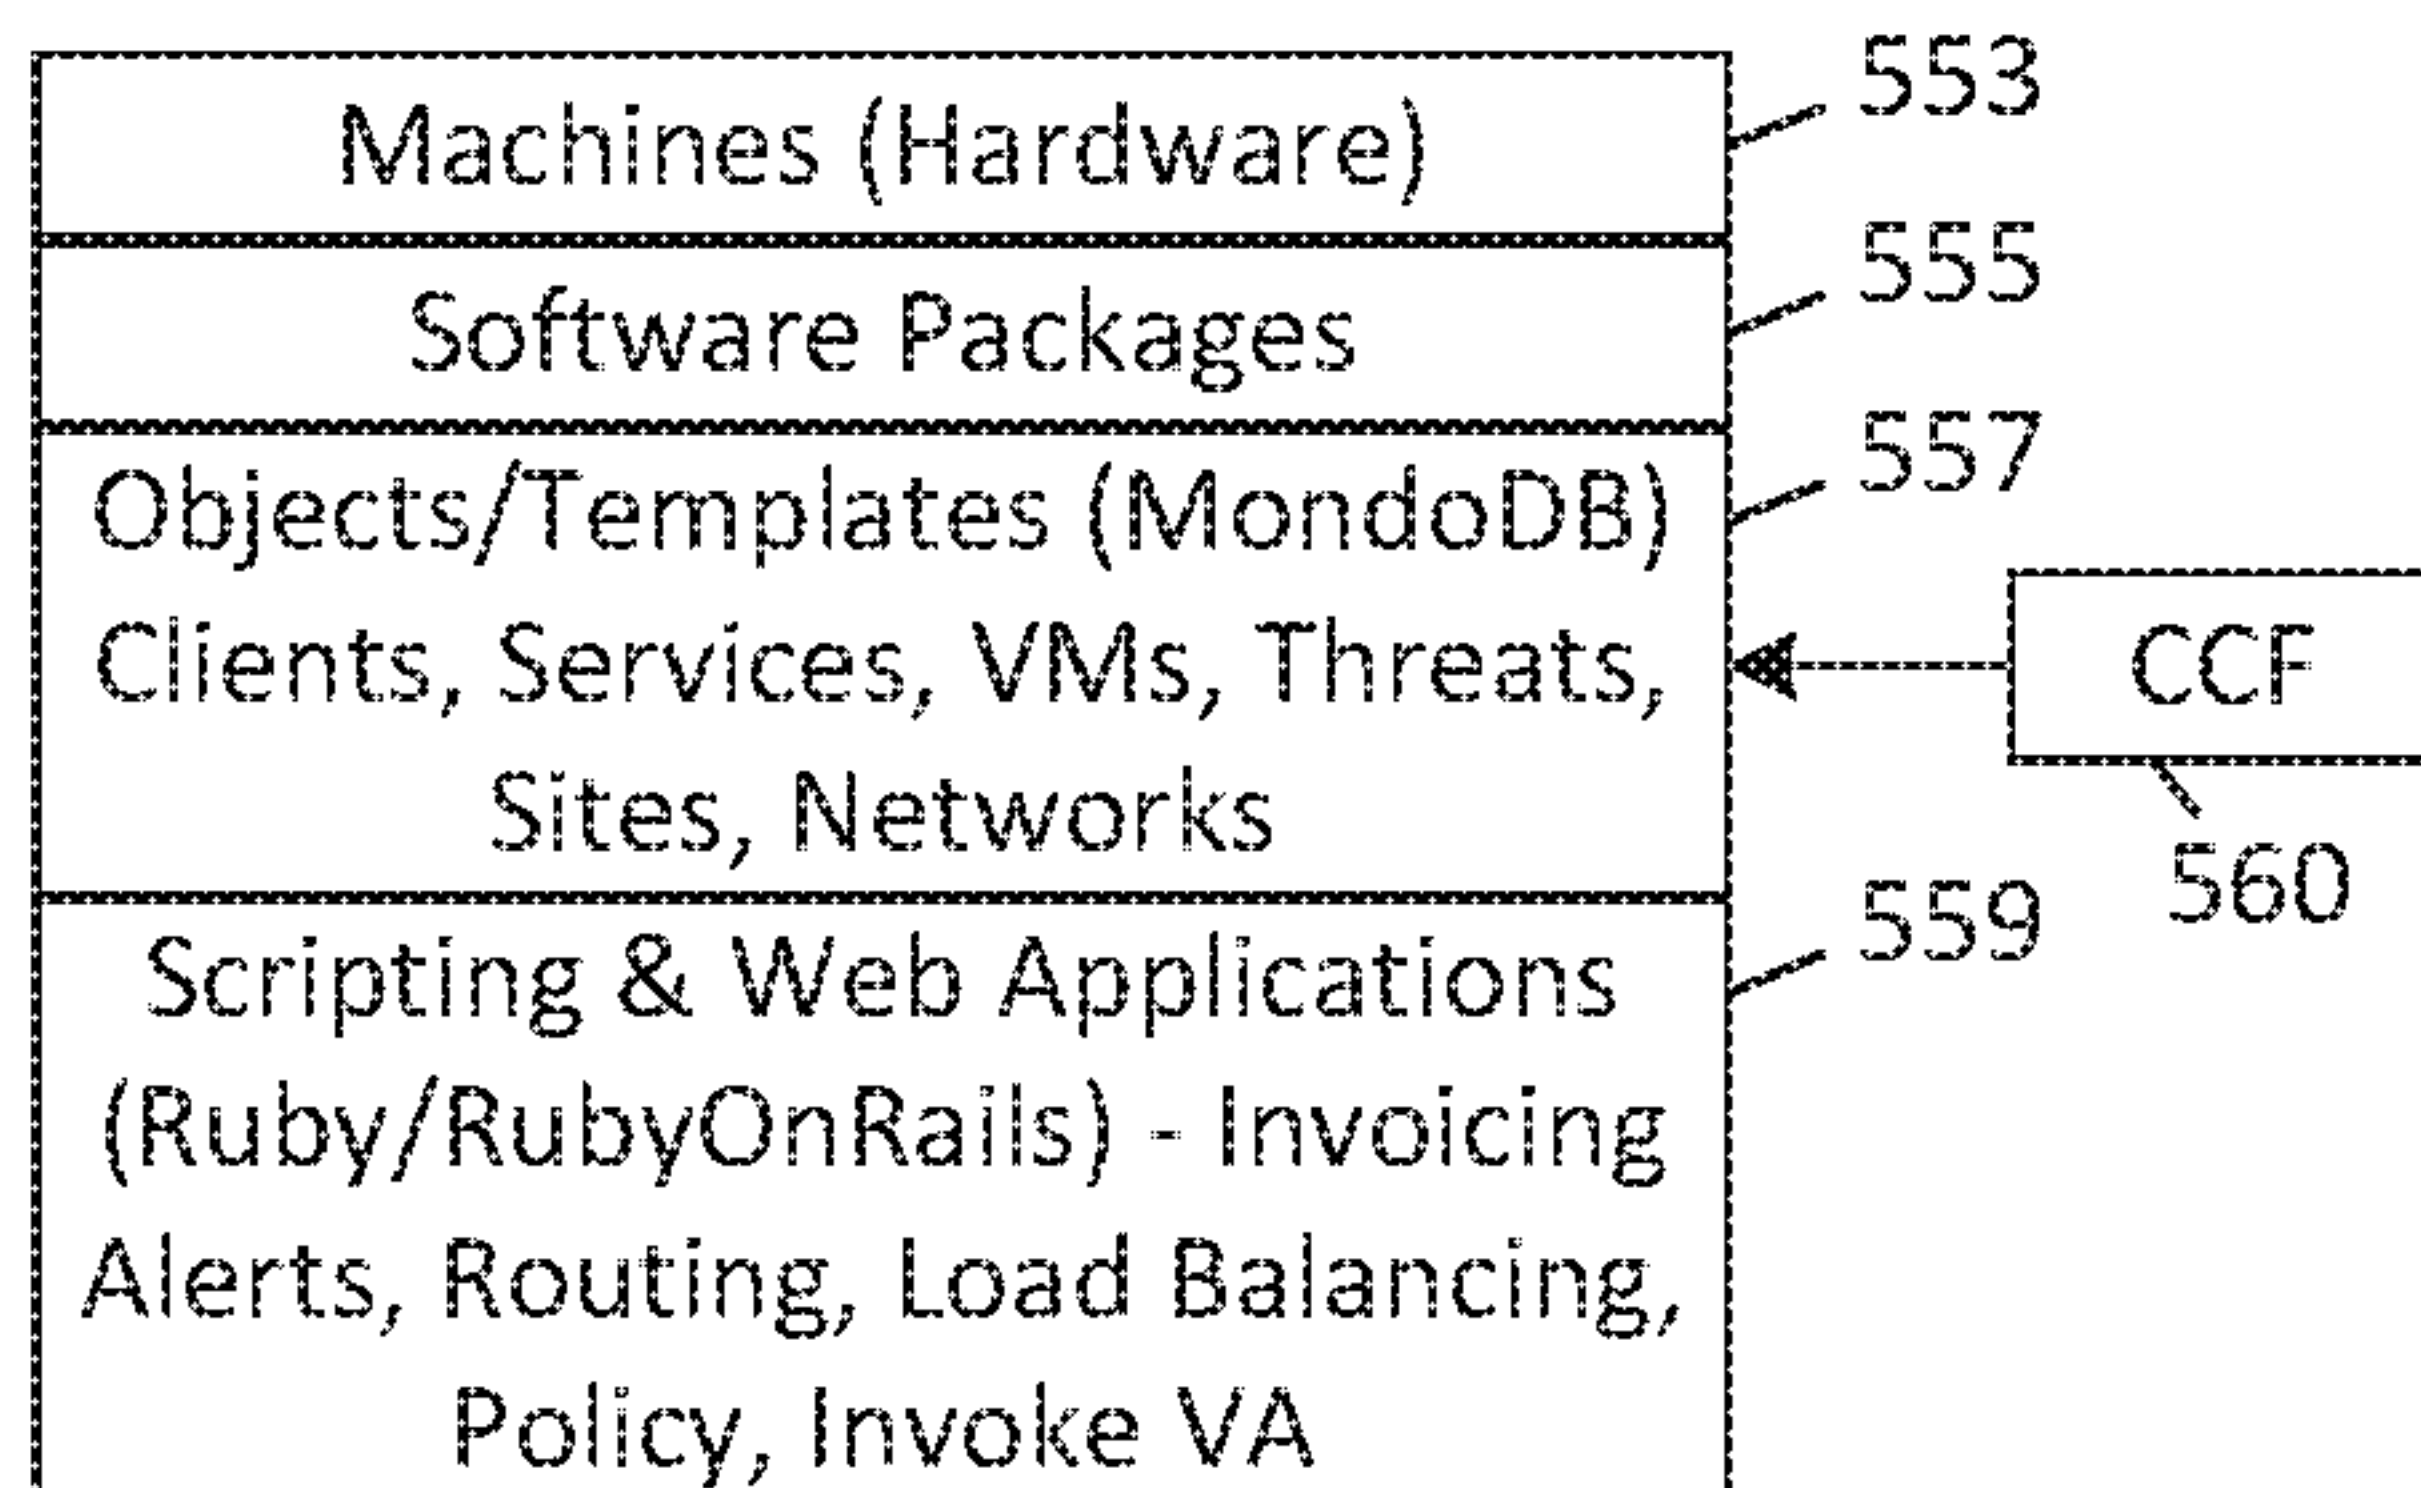 Machines (Hardware)
553
Software Packages
555
Objects/Templates (MondoDB)
557
Clients, Services, VMs, Threats,
CCF
Sites, Networks
560
Scripting & Web Applications
559
(Ruby/RubyOnRails) - Invoicing
Alerts, Routing, Load Balancing,
Policy, Invoke VA